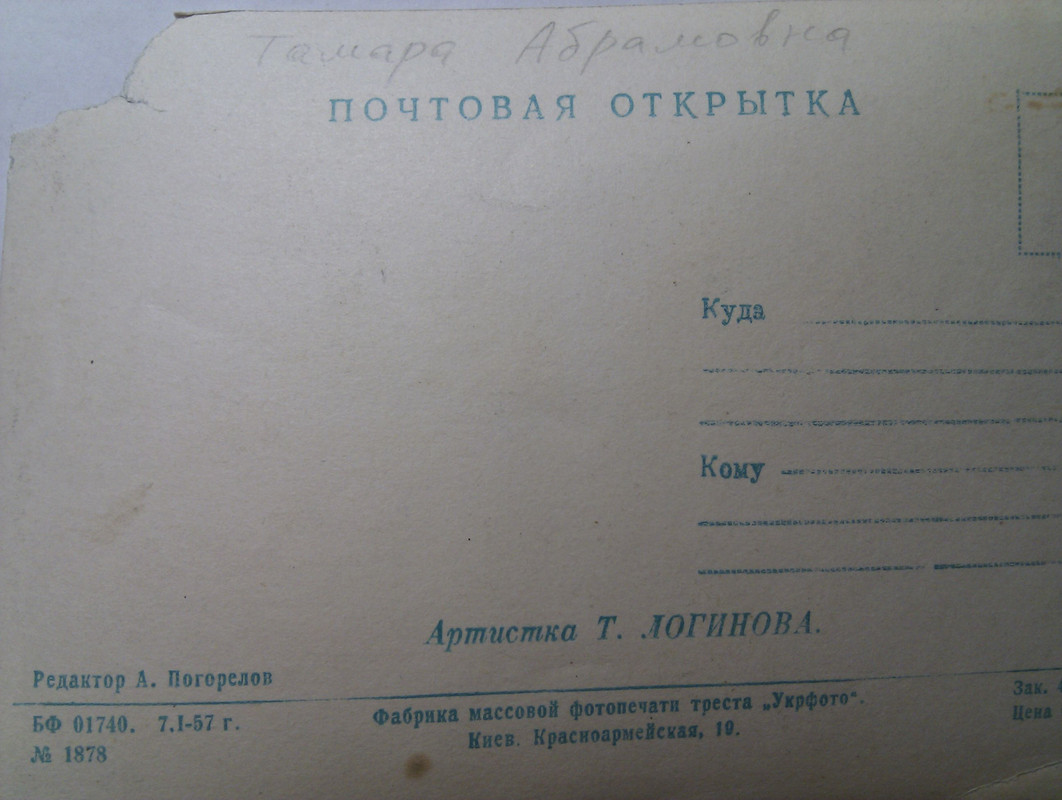 Тамара Абрамовна
ПОЧТОВАЯ ОТКРЫТКА
Куда
Кому
Артистка Т. ЛОГИНОВА.
Редактор А. Погорелов
БФ 01740. 7.I-57 г.
№ 1878
Фабрика массовой фотопечати треста „Укрфото".
Киев. Красноармейская, 19.
Зак.
Цена